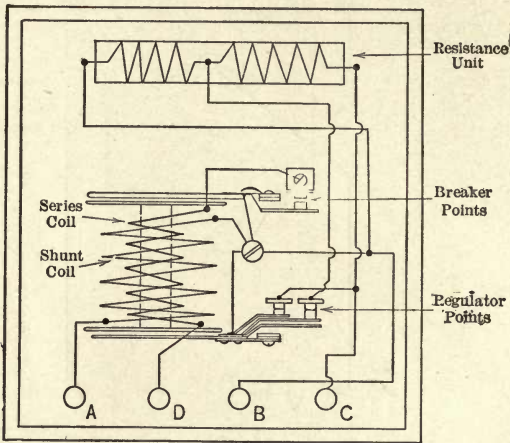 Resistance
Unit
Series
Coil
Breaker
Points
Shunt
Coil
Regulator
Points
A
D
B
C